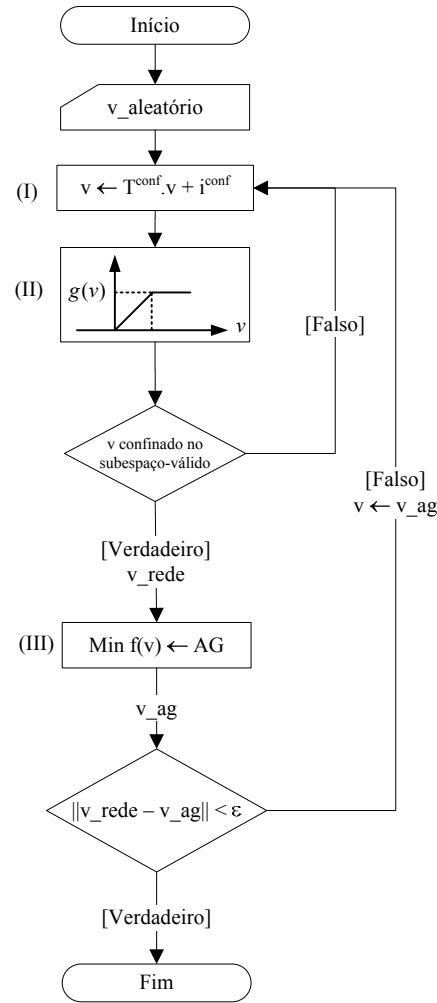 Início
v_aleatório
(I)
v ← T^conf.v + i^conf
(II)
g(v)
v
[Falso]
v confinado no
subespaço-válido
[Falso]
v ← v_ag
[Verdadeiro]
v_rede
(III)
Min f(v) ← AG
v_ag
||v_rede – v_ag|| < ε
[Verdadeiro]
Fim